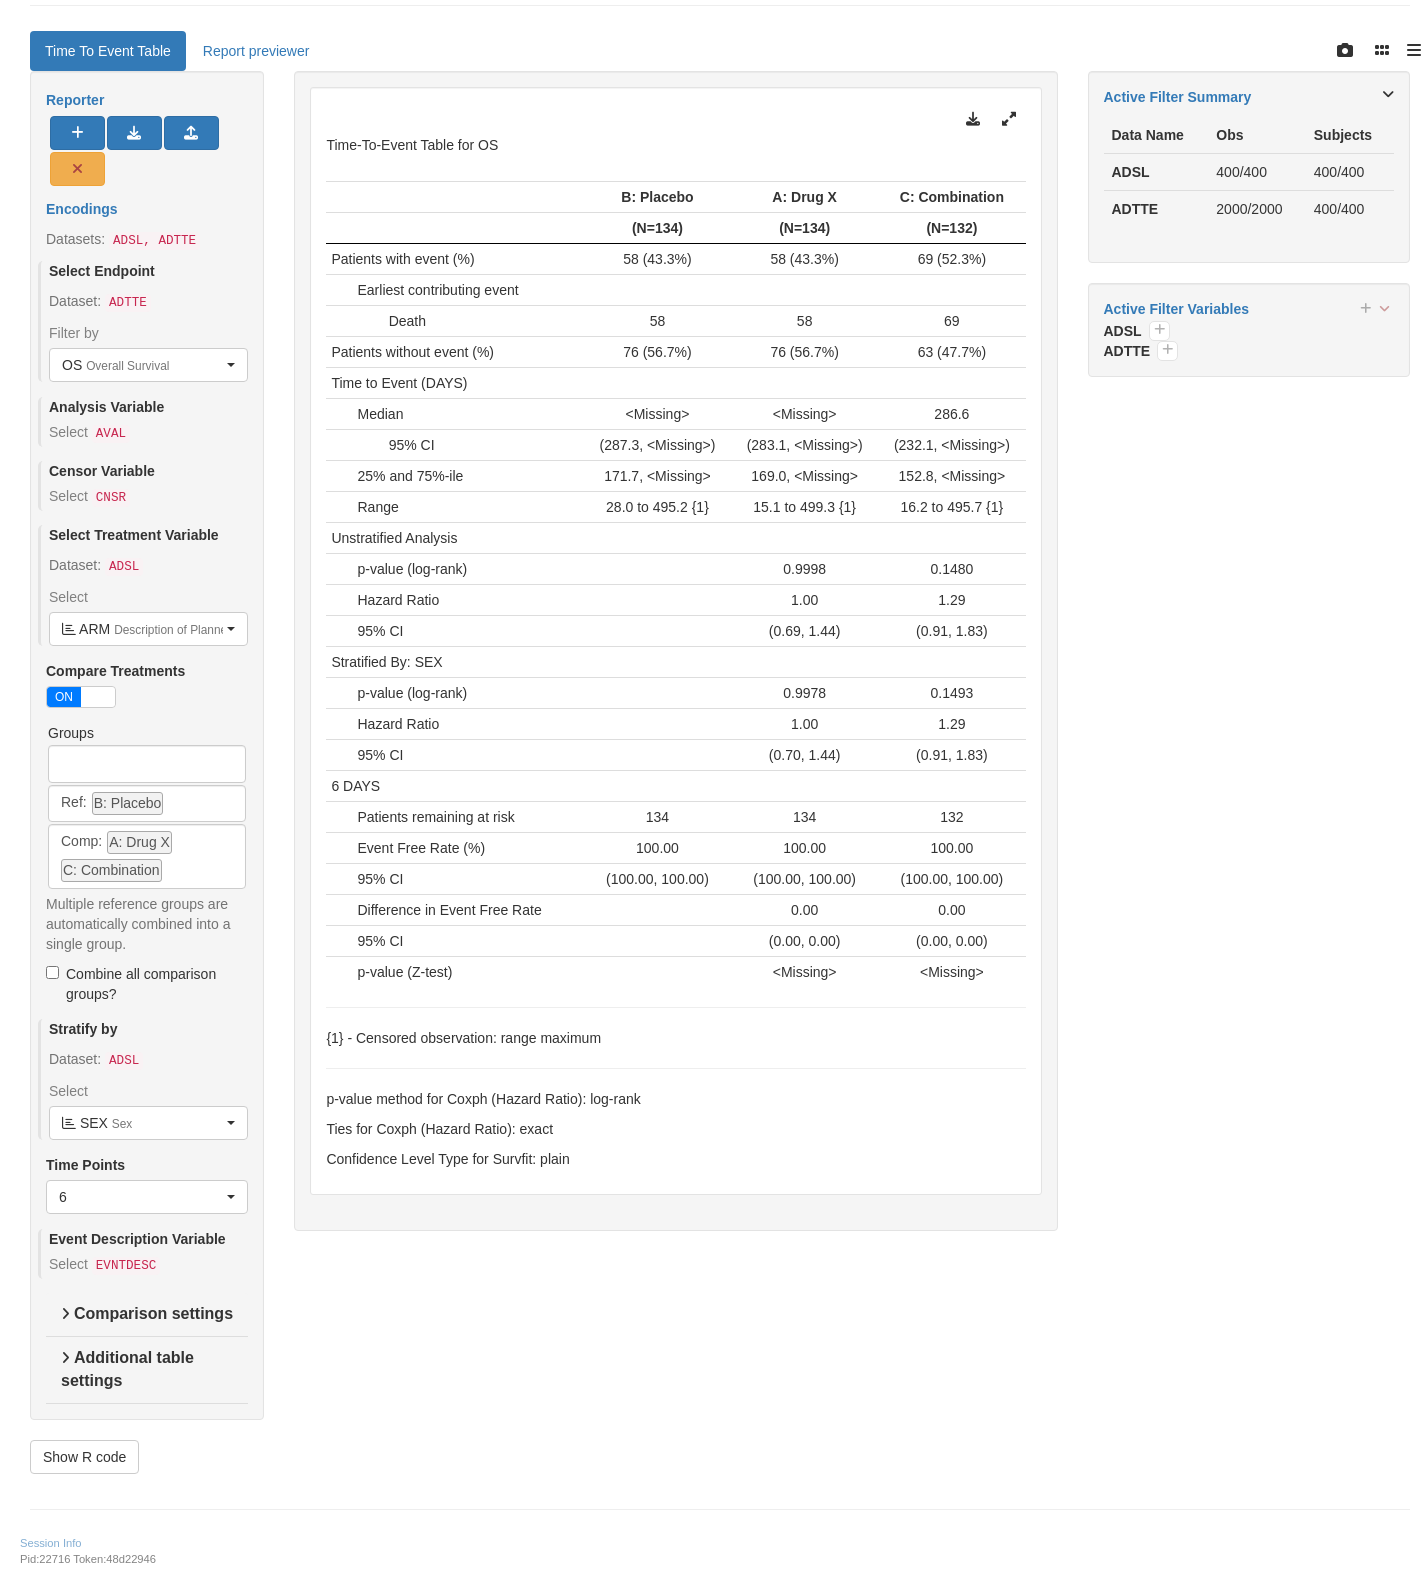 Time To Event Table Report previewer
Reporter
Encodings
Datasets: ADSL, ADTTE
Select Endpoint
Dataset: ADTTE
Filter by
OS Overall Survival
Analysis Variable
Select AVAL
Censor Variable
Select CNSR
Select Treatment Variable
Dataset: ADSL
Select
ARM Description of Planne
Compare Treatments
ON
Groups
Ref: B: Placebo
Comp: A: Drug X
C: Combination
Multiple reference groups are
automatically combined into a
single group.
Combine all comparison
groups?
Stratify by
Dataset: ADSL
Select
SEX Sex
Time Points
6
Event Description Variable
Select EVNTDESC
Comparison settings
Additional table
settings
Show R code
Time-To-Event Table for OS
B: Placebo A: Drug X C: Combination
(N=134) (N=134) (N=132)
Patients with event (%) 58 (43.3%) 58 (43.3%) 69 (52.3%)
Earliest contributing event
Death 58 58 69
Patients without event (%) 76 (56.7%) 76 (56.7%) 63 (47.7%)
Time to Event (DAYS)
Median <Missing> <Missing> 286.6
95% CI (287.3, <Missing>) (283.1, <Missing>) (232.1, <Missing>)
25% and 75%-ile 171.7, <Missing> 169.0, <Missing> 152.8, <Missing>
Range 28.0 to 495.2 {1} 15.1 to 499.3 {1} 16.2 to 495.7 {1}
Unstratified Analysis
p-value (log-rank) 0.9998 0.1480
Hazard Ratio 1.00 1.29
95% CI (0.69, 1.44) (0.91, 1.83)
Stratified By: SEX
p-value (log-rank) 0.9978 0.1493
Hazard Ratio 1.00 1.29
95% CI (0.70, 1.44) (0.91, 1.83)
6 DAYS
Patients remaining at risk 134 134 132
Event Free Rate (%) 100.00 100.00 100.00
95% CI (100.00, 100.00) (100.00, 100.00) (100.00, 100.00)
Difference in Event Free Rate 0.00 0.00
95% CI (0.00, 0.00) (0.00, 0.00)
p-value (Z-test) <Missing> <Missing>
{1} - Censored observation: range maximum
p-value method for Coxph (Hazard Ratio): log-rank
Ties for Coxph (Hazard Ratio): exact
Confidence Level Type for Survfit: plain
Active Filter Summary
Data Name Obs Subjects
ADSL 400/400 400/400
ADTTE 2000/2000 400/400
Active Filter Variables
ADSL
ADTTE
Session Info
Pid:22716 Token:48d22946